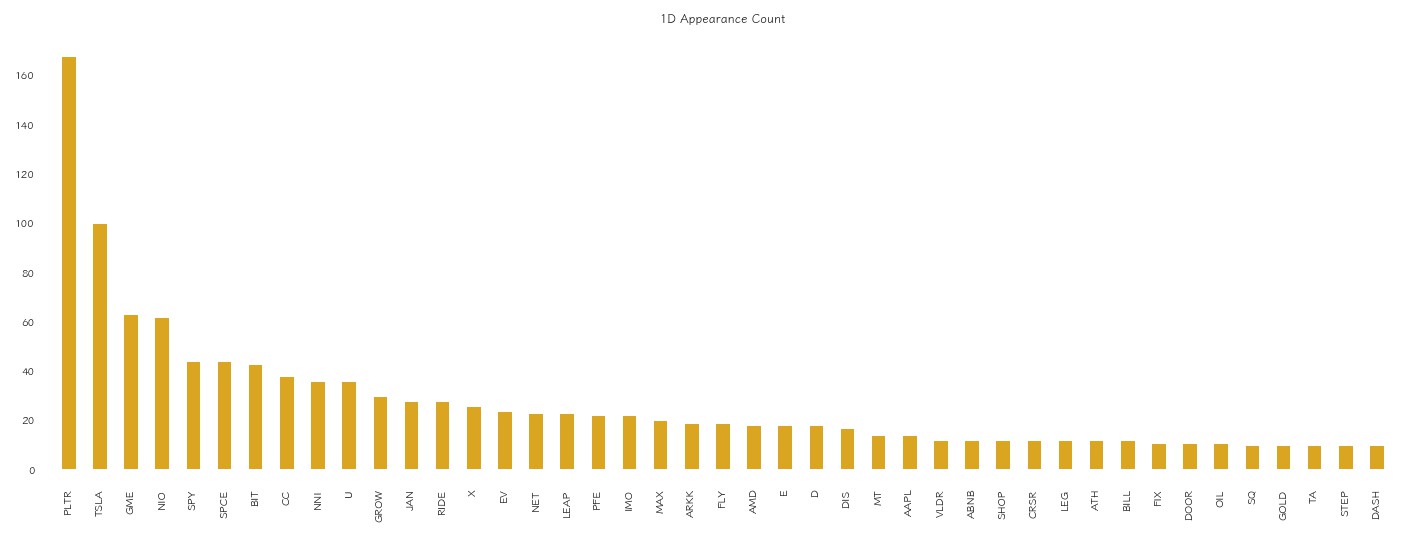 1D Appearance Count
160
140
120
100
80
60
40
20
0
PLTR
TSLA
GME
NIO
SPY
SPCE
BIT
CC
NNI
U
GROW
JAN
RIDE
X
EV
NET
LEAP
PFE
IMO
MAX
ARKK
FLY
AMD
E
D
DIS
MT
AAPL
VLDR
ABNB
SHOP
CRSR
LEG
ATH
BILL
FIX
DOOR
OIL
SQ
GOLD
TA
STEP
DASH